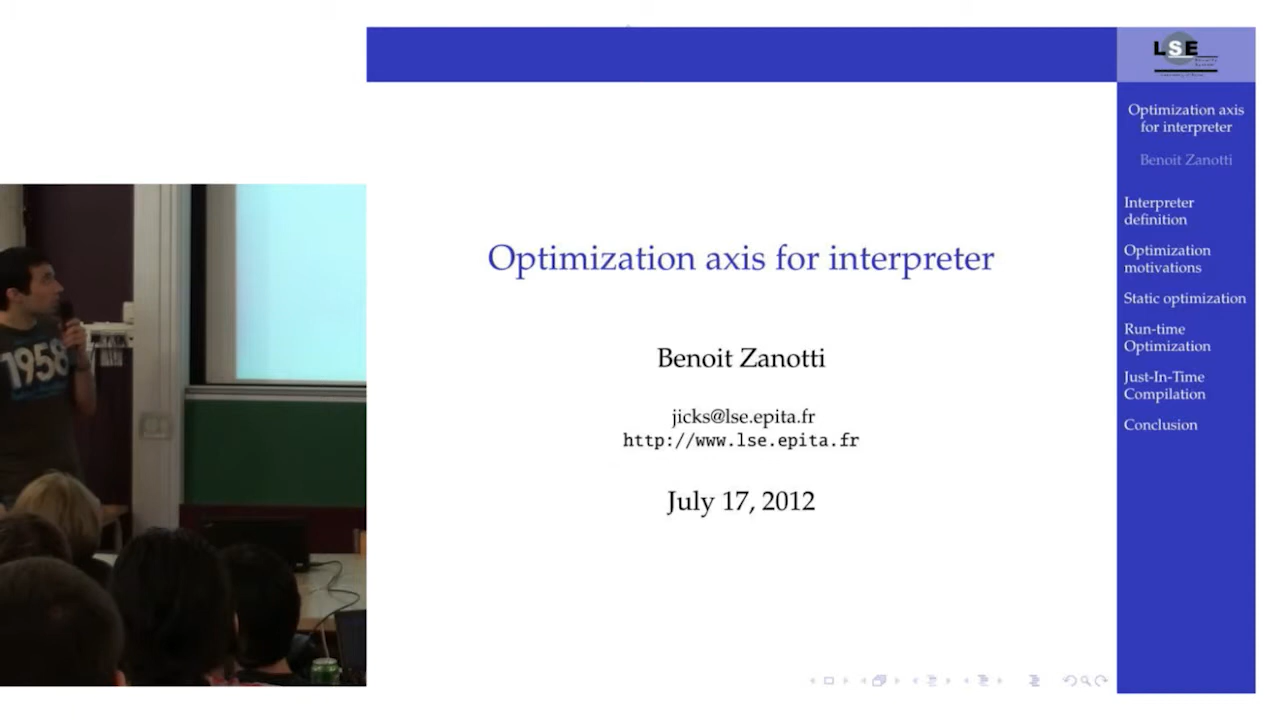 LSE
Optimization axis
for interpreter
Benoit Zanotti
Interpreter
definition
Optimization
motivations
Static optimization
Run-time
Optimization
Just-In-Time
Compilation
Conclusion
Optimization axis for interpreter
Benoit Zanotti
jicks@lse.epita.fr
http://www.lse.epita.fr
July 17, 2012
1958